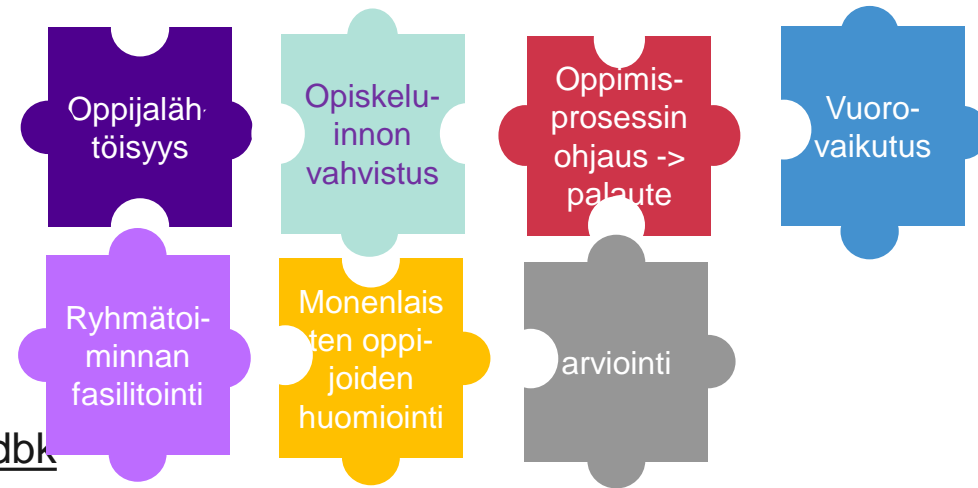 Oppijaläh-
töisyys
Opiskelu-
innon
vahvistus
Oppimis-
prosessin
ohjaus ->
palaute
Vuoro-
vaikutus
Ryhmätoi-
minnan
fasilitointi
Monenlais
ten oppi-
joiden
huomiointi
arviointi
dbk